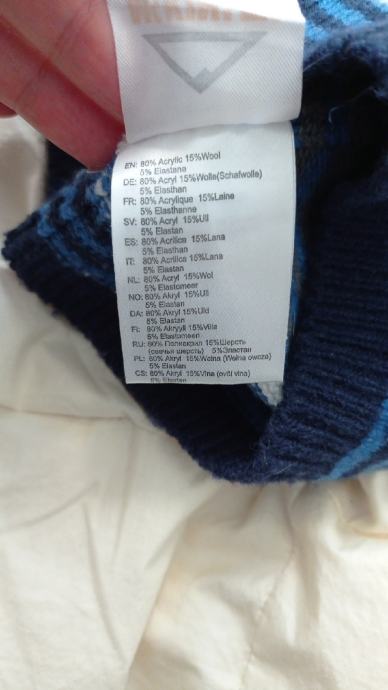 EN: 80% Acrylic 15%Wool
5% Elastane
DE: 80% Acryl 15%Wolle(Schafwolle)
5% Elasthan
FR: 80% Acrylique 15%Laine
5% Elasthanne
SV: 80% Acryl 15%Ull
5% Elastan
ES: 80% Acrilica 15%Lana
5% Elasthan
IT: 80% Acrilica 15%Lana
5% Elastan
NL: 80% Acryl 15%Wol
5% Elastomeer
NO: 80% Akryl 15%Ull
5% Elastan
DA: 80% Akryl 15%Uld
5% Elastan
FI: 80% Akryyli 15%Villa
5% Elastomeeri
RU: 80% Полиакрил 15%Шерсть
(овечья шерсть) 5%Эластан
PL: 80% Akryl 15%Wełna (Wełna owcza)
5% Elastan
CS: 80% Akryl 15%Vlna (ovčí vlna)
5% Elastan